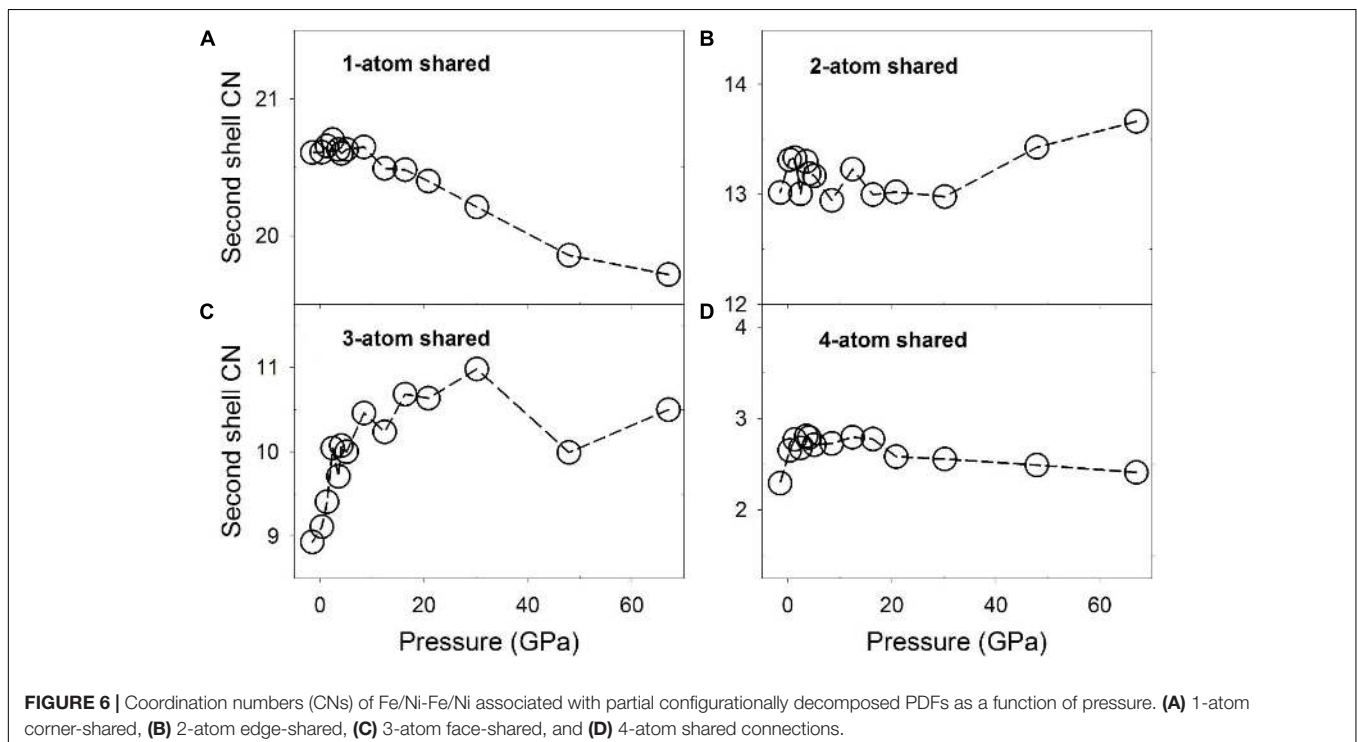 A
1-atom shared
Second shell CN
21
20
B
2-atom shared
14
13
12
C
3-atom shared
Second shell CN
11
10
9
0 20 40 60
Pressure (GPa)
D
4-atom shared
4
3
2
0 20 40 60
Pressure (GPa)
FIGURE 6 | Coordination numbers (CNs) of Fe/Ni-Fe/Ni associated with partial configurationally decomposed PDFs as a function of pressure. (A) 1-atom
corner-shared, (B) 2-atom edge-shared, (C) 3-atom face-shared, and (D) 4-atom shared connections.